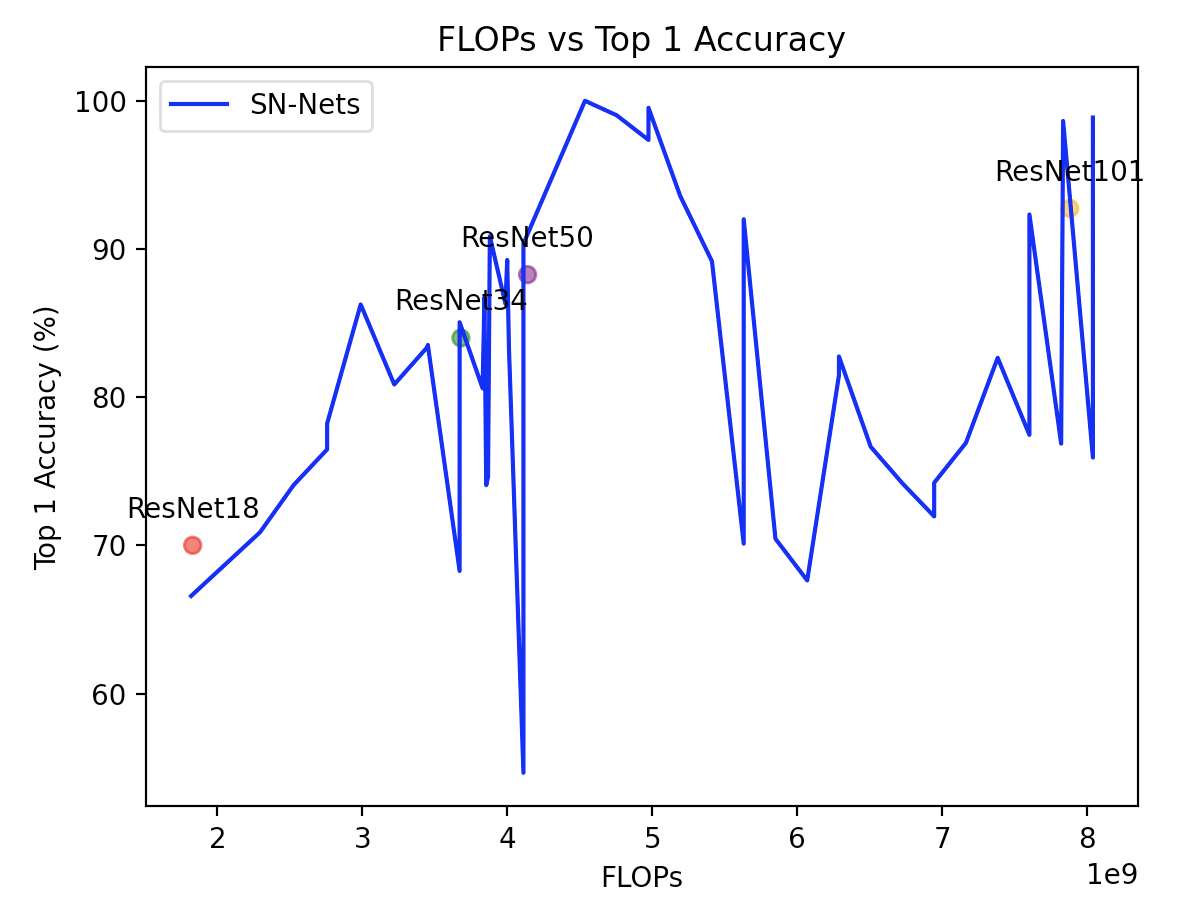 FLOPs vs Top 1 Accuracy
SN-Nets
100
90
80
70
60
Top 1 Accuracy (%)
ResNet18
ResNet34
ResNet50
ResNet101
2 3 4 5 6 7 8
1e9
FLOPs